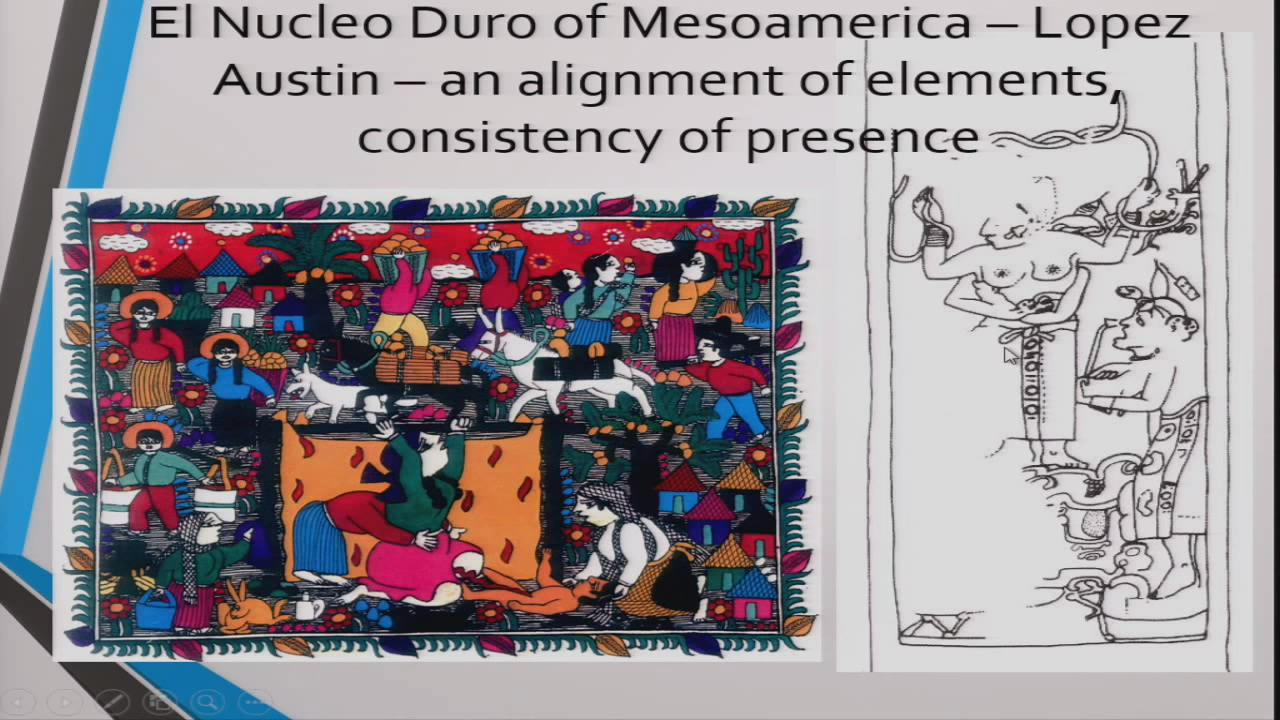 El Nucleo Duro of Mesoamerica – Lopez
Austin – an alignment of elements,
consistency of presence